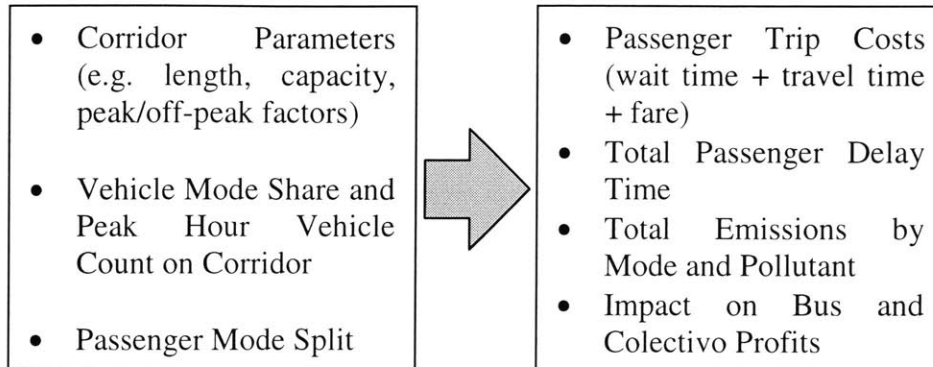 • Corridor Parameters
(e.g. length, capacity,
peak/off-peak factors)
• Vehicle Mode Share and
Peak Hour Vehicle
Count on Corridor
• Passenger Mode Split
• Passenger Trip Costs
(wait time + travel time
+ fare)
• Total Passenger Delay
Time
• Total Emissions by
Mode and Pollutant
• Impact on Bus and
Colectivo Profits